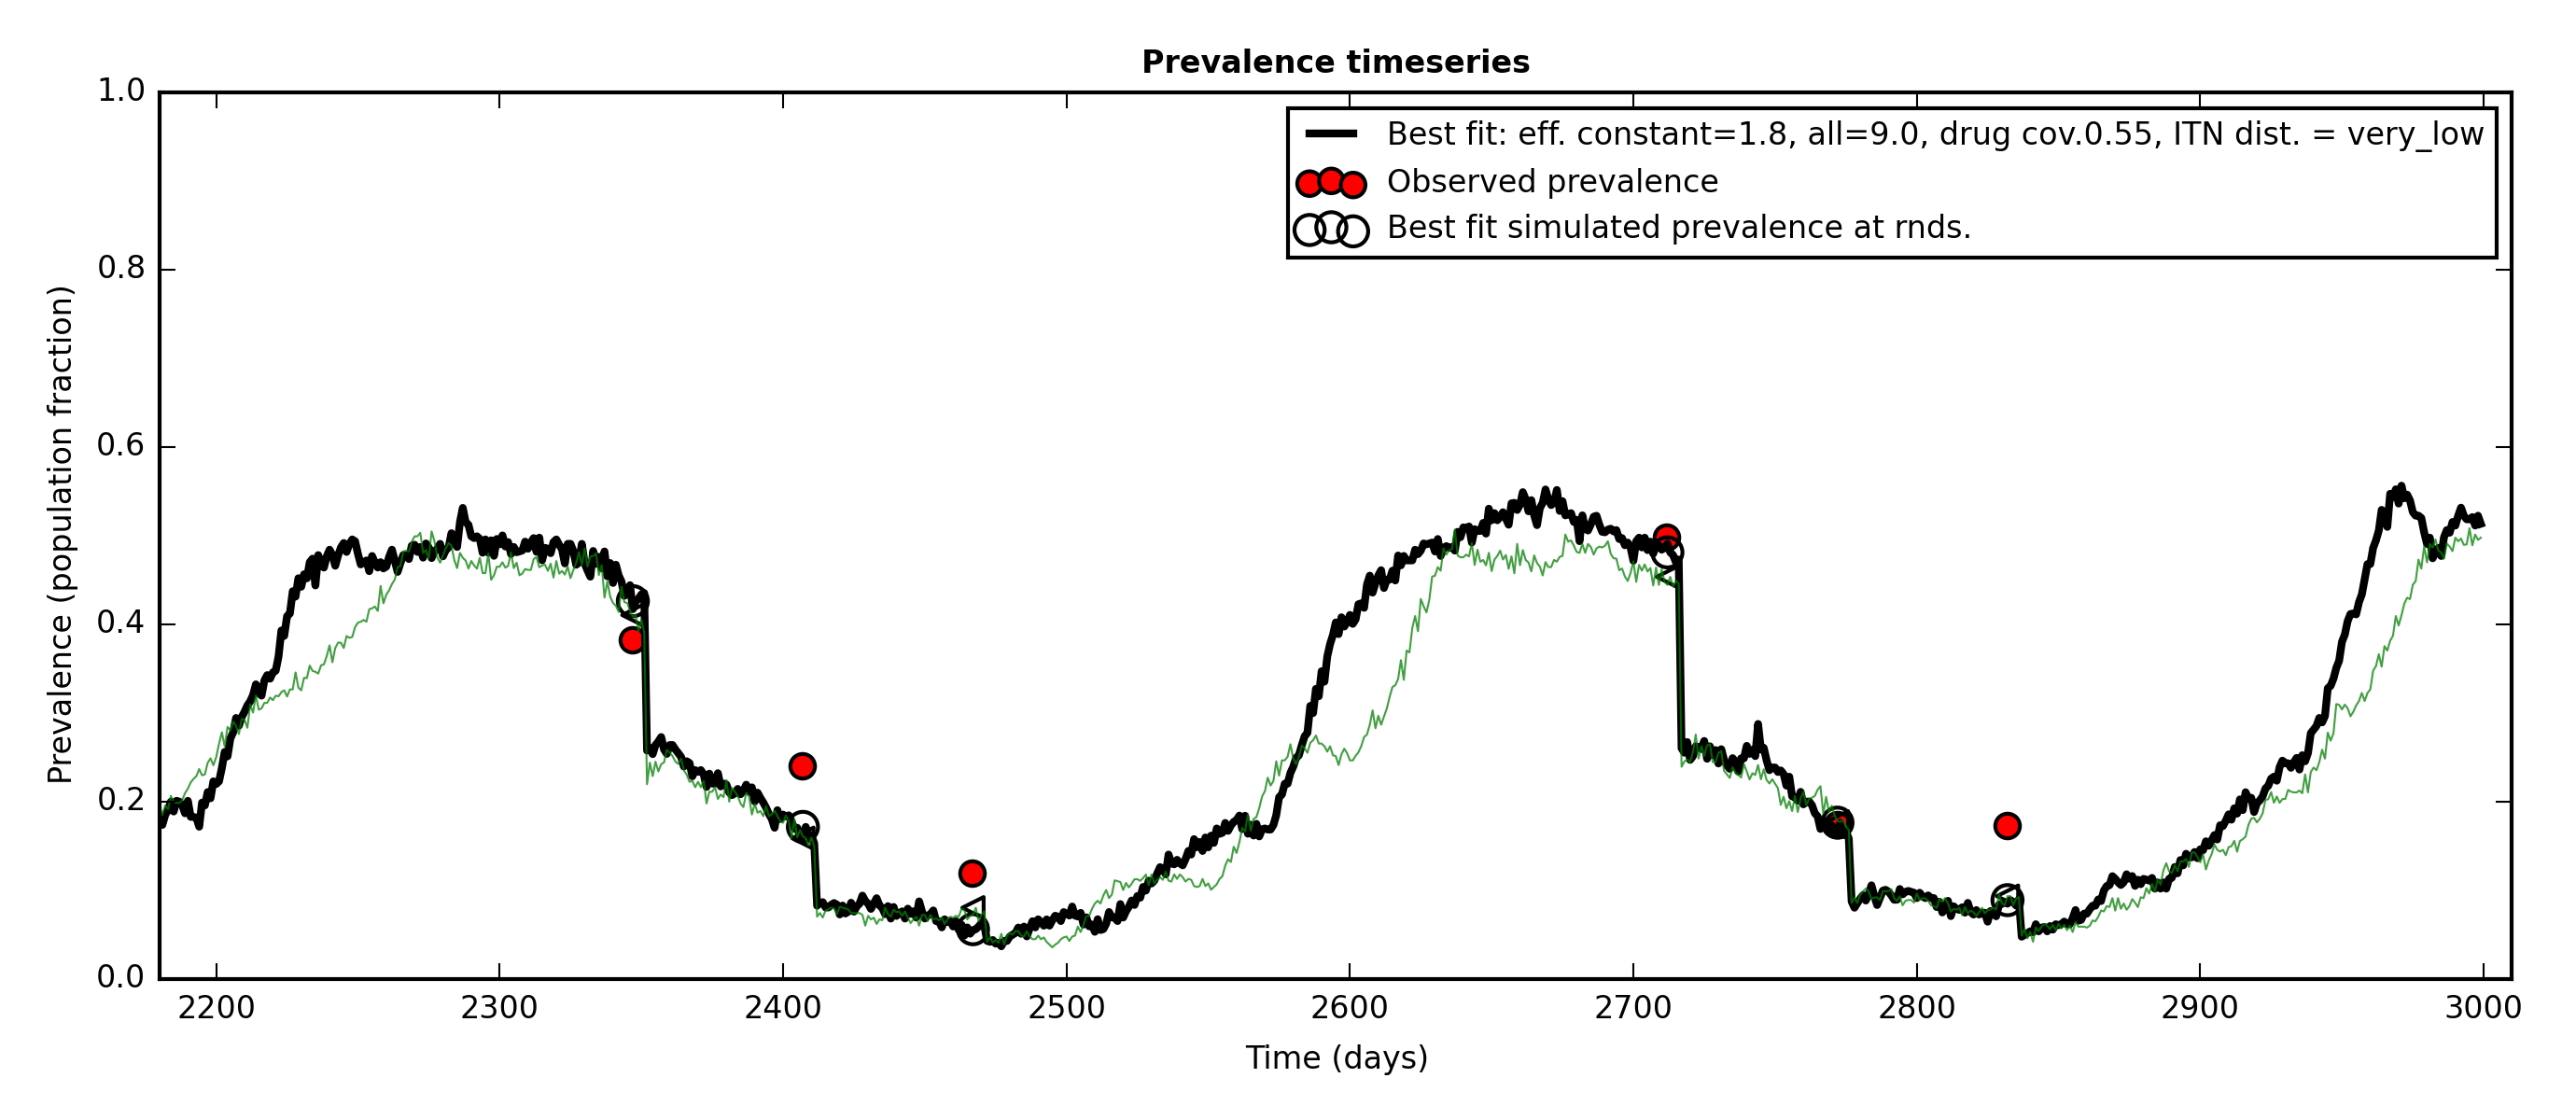 Prevalence timeseries
1.0
0.8
0.6
0.4
0.2
0.0
Prevalence (population fraction)
Best fit: eff. constant=1.8, all=9.0, drug cov.0.55, ITN dist. = very_low
Observed prevalence
Best fit simulated prevalence at rnds.
2200 2300 2400 2500 2600 2700 2800 2900 3000
Time (days)